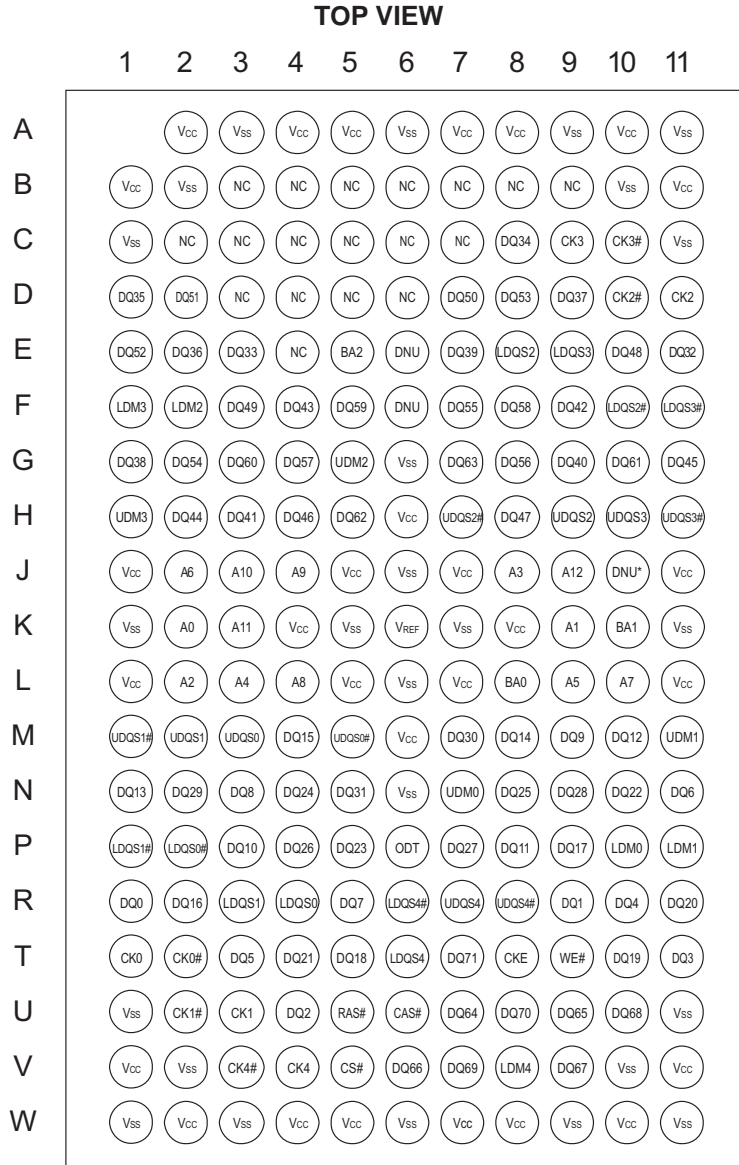 TOP VIEW
1 2 3 4 5 6 7 8 9 10 11
A Vcc Vss Vcc Vcc Vss Vcc Vcc Vss Vcc Vss
B Vcc Vss NC NC NC NC NC NC NC Vss Vcc
C Vss NC NC NC NC NC NC DQ34 CK3 CK3# Vss
D DQ35 DQ51 NC NC NC NC DQ50 DQ53 DQ37 CK2# CK2
E DQ52 DQ36 DQ33 NC BA2 DNU DQ39 LDQS2 LDQS3 DQ48 DQ32
F LDM3 LDM2 DQ49 DQ43 DQ59 DNU DQ55 DQ58 DQ42 LDQS2# LDQS3#
G DQ38 DQ54 DQ60 DQ57 UDM2 Vss DQ63 DQ56 DQ40 DQ61 DQ45
H UDM3 DQ44 DQ41 DQ46 DQ62 Vcc UDQS2# DQ47 UDQS2 UDQS3 UDQS3#
J Vcc A6 A10 A9 Vcc Vss Vcc A3 A12 DNU* Vcc
K Vss A0 A11 Vcc Vss VREF Vss Vcc A1 BA1 Vss
L Vcc A2 A4 A8 Vcc Vss Vcc BA0 A5 A7 Vcc
M UDQS1# UDQS1 UDQS0 DQ15 UDQS0# Vcc DQ30 DQ14 DQ9 DQ12 UDM1
N DQ13 DQ29 DQ8 DQ24 DQ31 Vss UDM0 DQ25 DQ28 DQ22 DQ6
P LDQS1# LDQS0# DQ10 DQ26 DQ23 ODT DQ27 DQ11 DQ17 LDM0 LDM1
R DQ0 DQ16 LDQS1 LDQS0 DQ7 LDQS4# UDQS4 UDQS4# DQ1 DQ4 DQ20
T CK0 CK0# DQ5 DQ21 DQ18 LDQS4 DQ71 CKE WE# DQ19 DQ3
U Vss CK1# CK1 DQ2 RAS# CAS# DQ64 DQ70 DQ65 DQ68 Vss
V Vcc Vss CK4# CK4 CS# DQ66 DQ69 LDM4 DQ67 Vss Vcc
W Vss Vcc Vss Vcc Vcc Vss Vcc Vcc Vss Vcc Vss